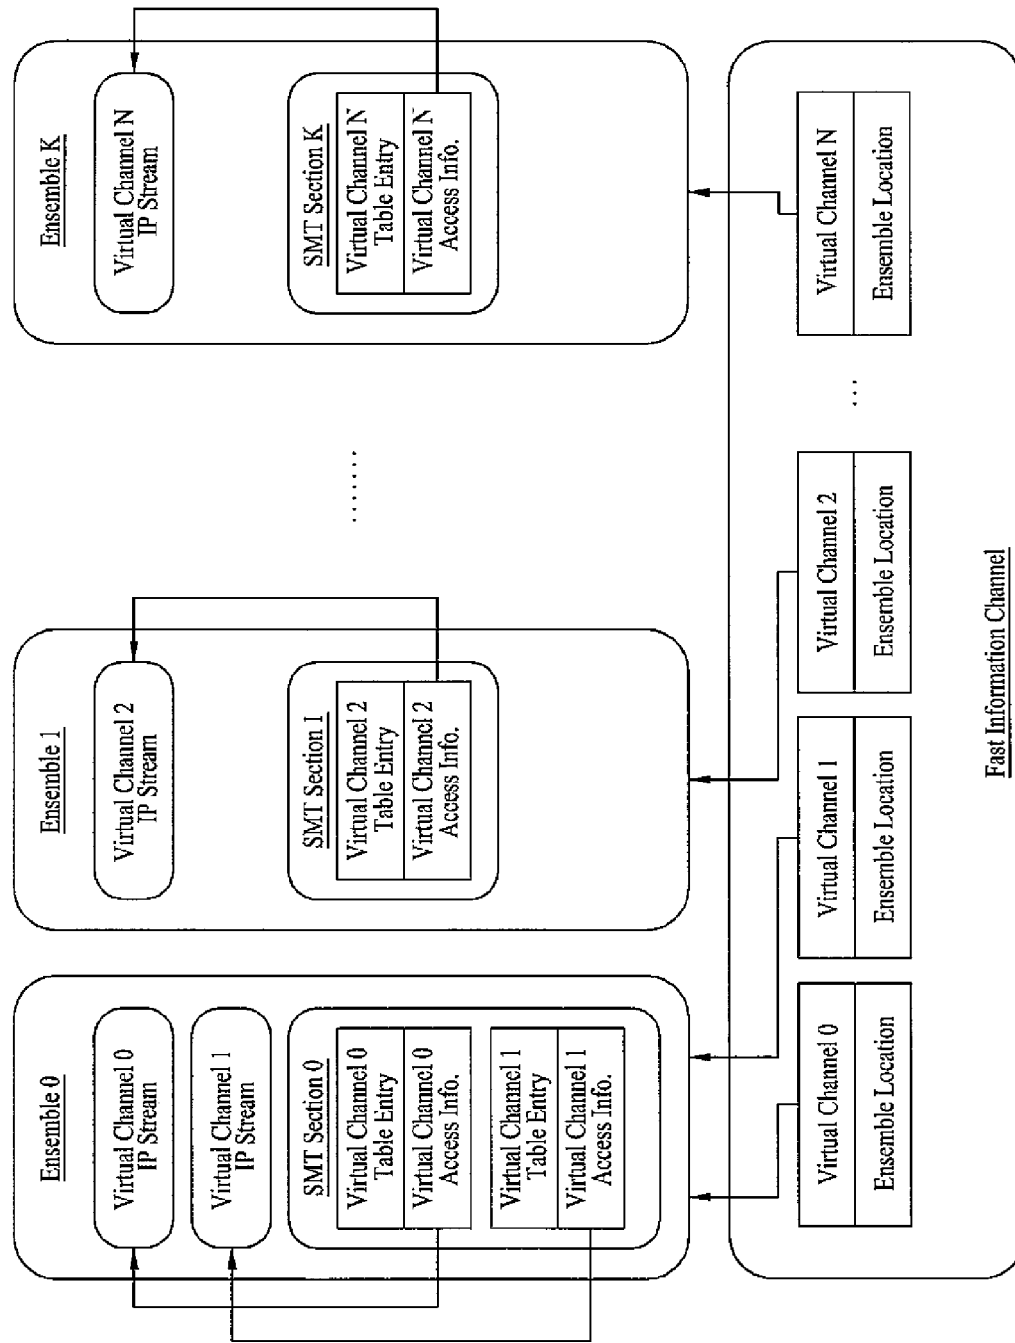 Ensemble 0
Virtual Channel 0
IP Stream
Virtual Channel 1
IP Stream
SMT Section 0
Virtual Channel 0
Table Entry
Virtual Channel 0
Access Info.
Virtual Channel 1
Table Entry
Virtual Channel 1
Access Info.
Ensemble 1
Virtual Channel 2
IP Stream
SMT Section 1
Virtual Channel 2
Table Entry
Virtual Channel 2
Access Info.
.......
Ensemble K
Virtual Channel N
IP Stream
SMT Section K
Virtual Channel N
Table Entry
Virtual Channel N
Access Info.
Virtual Channel 0
Ensemble Location
Virtual Channel 1
Ensemble Location
Virtual Channel 2
Ensemble Location
...
Virtual Channel N
Ensemble Location
Fast Information Channel